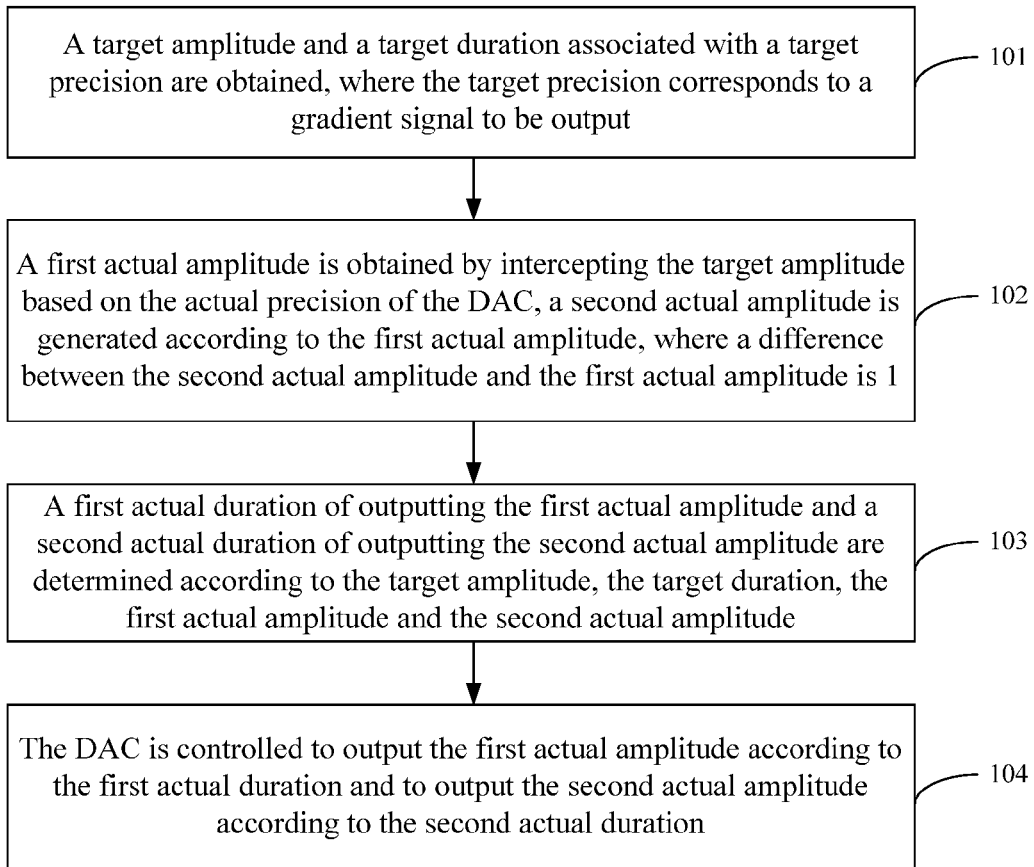 A target amplitude and a target duration associated with a target
precision are obtained, where the target precision corresponds to a
gradient signal to be output
101
A first actual amplitude is obtained by intercepting the target amplitude
based on the actual precision of the DAC, a second actual amplitude is
generated according to the first actual amplitude, where a difference
between the second actual amplitude and the first actual amplitude is 1
102
A first actual duration of outputting the first actual amplitude and a
second actual duration of outputting the second actual amplitude are
determined according to the target amplitude, the target duration, the
first actual amplitude and the second actual amplitude
103
The DAC is controlled to output the first actual amplitude according to
the first actual duration and to output the second actual amplitude
according to the second actual duration
104